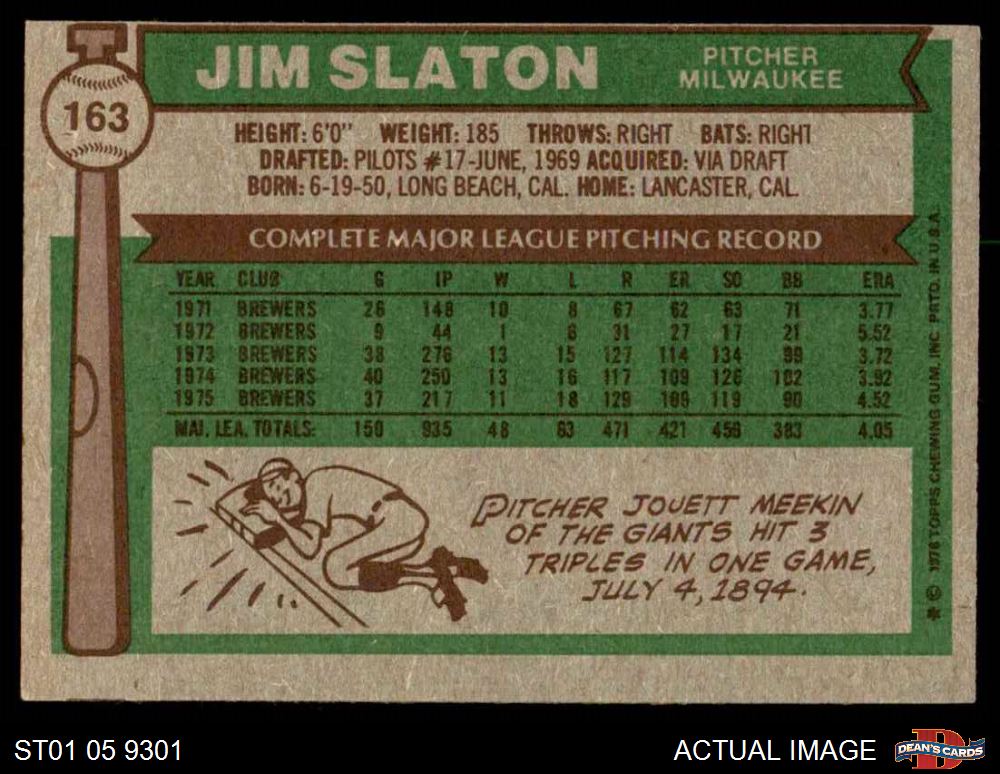 163
JIM SLATON
PITCHER
MILWAUKEE
HEIGHT: 6'0" WEIGHT: 185 THROWS: RIGHT BATS: RIGHT
DRAFTED: PILOTS #17-JUNE, 1969 ACQUIRED: VIA DRAFT
BORN: 6-19-50, LONG BEACH, CAL. HOME: LANCASTER, CAL.
COMPLETE MAJOR LEAGUE PITCHING RECORD
YEAR CLUB G IP W L R ER SO BB ERA
1971 BREWERS 26 148 10 8 67 62 63 71 3.77
1972 BREWERS 9 44 1 6 31 27 17 21 5.52
1973 BREWERS 38 276 13 15 127 114 134 99 3.72
1974 BREWERS 40 250 13 16 117 109 126 102 3.92
1975 BREWERS 37 217 11 18 129 109 119 90 4.52
MAJ. LEA. TOTALS: 150 935 48 63 471 421 459 383 4.05
PITCHER JOUETT MEEKIN
OF THE GIANTS HIT 3
TRIPLES IN ONE GAME,
JULY 4, 1894.
* © 1976 TOPPS CHEWING GUM, INC. PRTD. IN U.S.A.
ST01 05 9301
ACTUAL IMAGE
D
DEAN'S CARDS